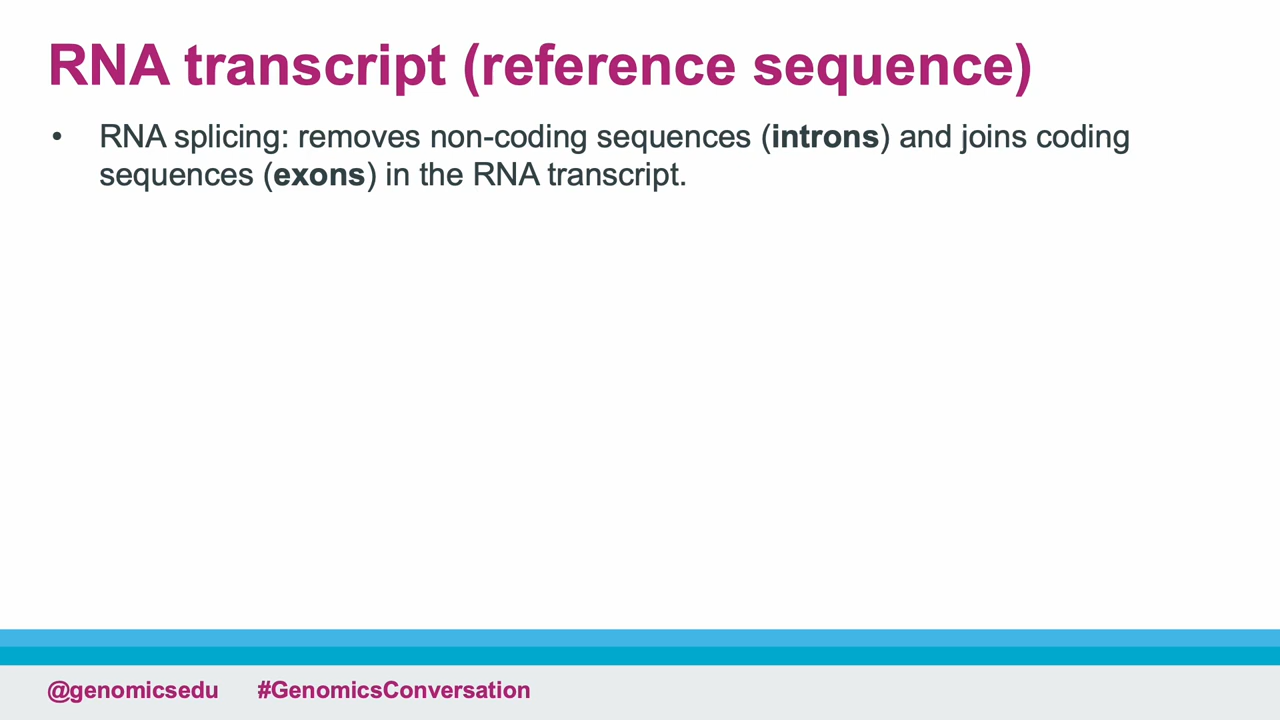 RNA transcript (reference sequence)
• RNA splicing: removes non-coding sequences (introns) and joins coding
sequences (exons) in the RNA transcript.
@genomicsedu #GenomicsConversation